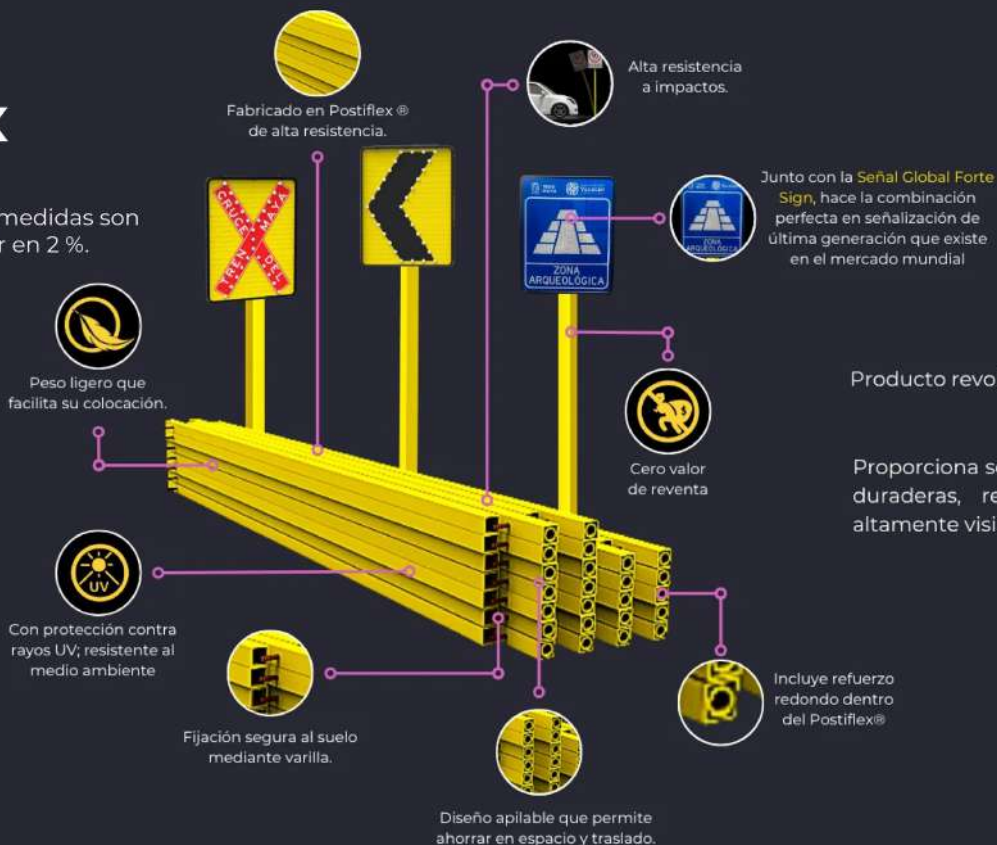 X
medidas son
r en 2 %.
Fabricado en Postiflex ®
de alta resistencia.
Alta resistencia
a impactos.
Junto con la Señal Global Forte
Sign, hace la combinación
perfecta en señalización de
última generación que existe
en el mercado mundial
CRUCE
MAYA
TREN
DEL
ZONA
ARQUEOLÓGICA
ZONA
ARQUEOLÓGICA
Peso ligero que
facilita su colocación.
Cero valor
de reventa
Producto revo
Proporciona s
duraderas, re
altamente visi
UV
Con protección contra
rayos UV; resistente al
medio ambiente
Fijación segura al suelo
mediante varilla.
Incluye refuerzo
redondo dentro
del Postiflex®
Diseño apilable que permite
ahorrar en espacio y traslado.